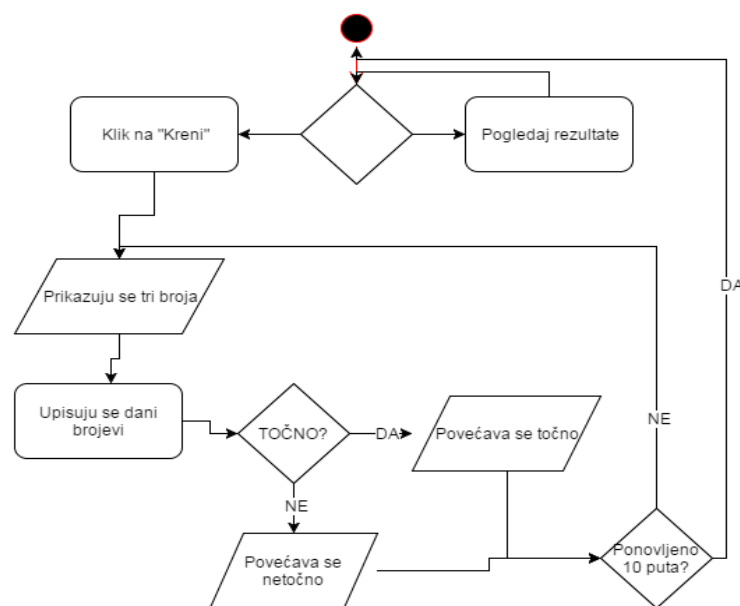 Klik na "Kreni"
Pogledaj rezultate
Prikazuju se tri broja
DA
Upisuju se dani
brojevi
TOČNO?
DA
Povećava se točno
NE
NE
Povećava se
netočno
Ponovljeno
10 puta?